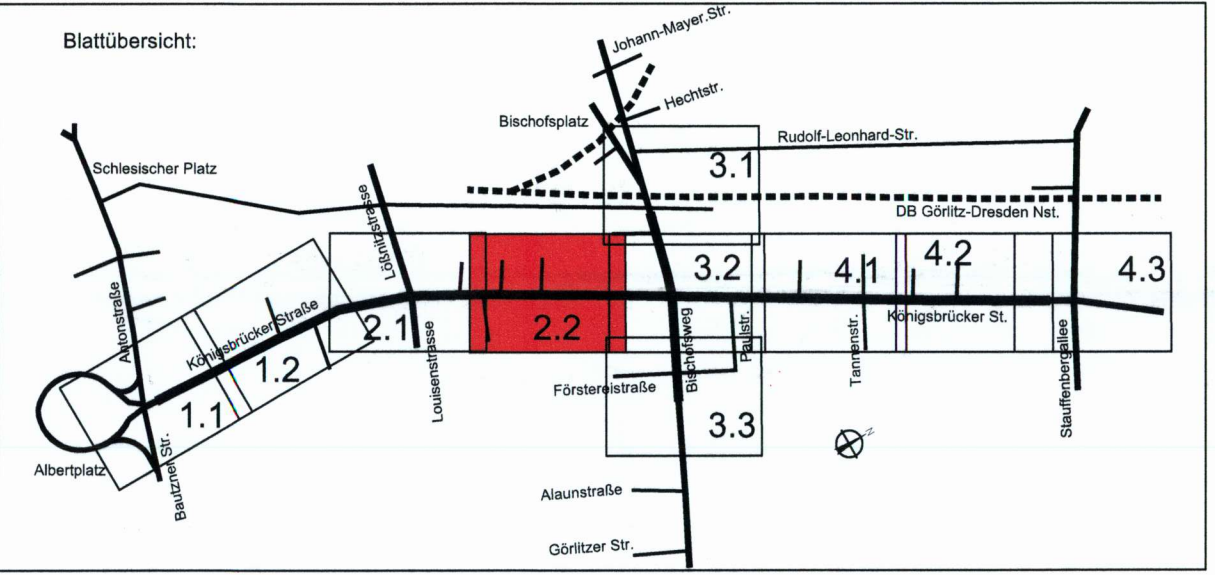 Blattübersicht:
Johann-Mayer.Str.
Hechtstr.
Bischofsplatz
Rudolf-Leonhard-Str.
3.1
Schlesischer Platz
Lößnitzstrasse
DB Görlitz-Dresden Nst.
3.2
4.1
4.2
4.3
Antonstraße
Königsbrücker Straße
2.1
2.2
Königsbrücker St.
Louisenstrasse
Bischofsweg
Paulstr.
Tannenstr.
Stauffenbergallee
1.2
1.1
Förstereistraße
3.3
N
Albertplatz
Bautzner Str.
Alaunstraße
Görlitzer Str.